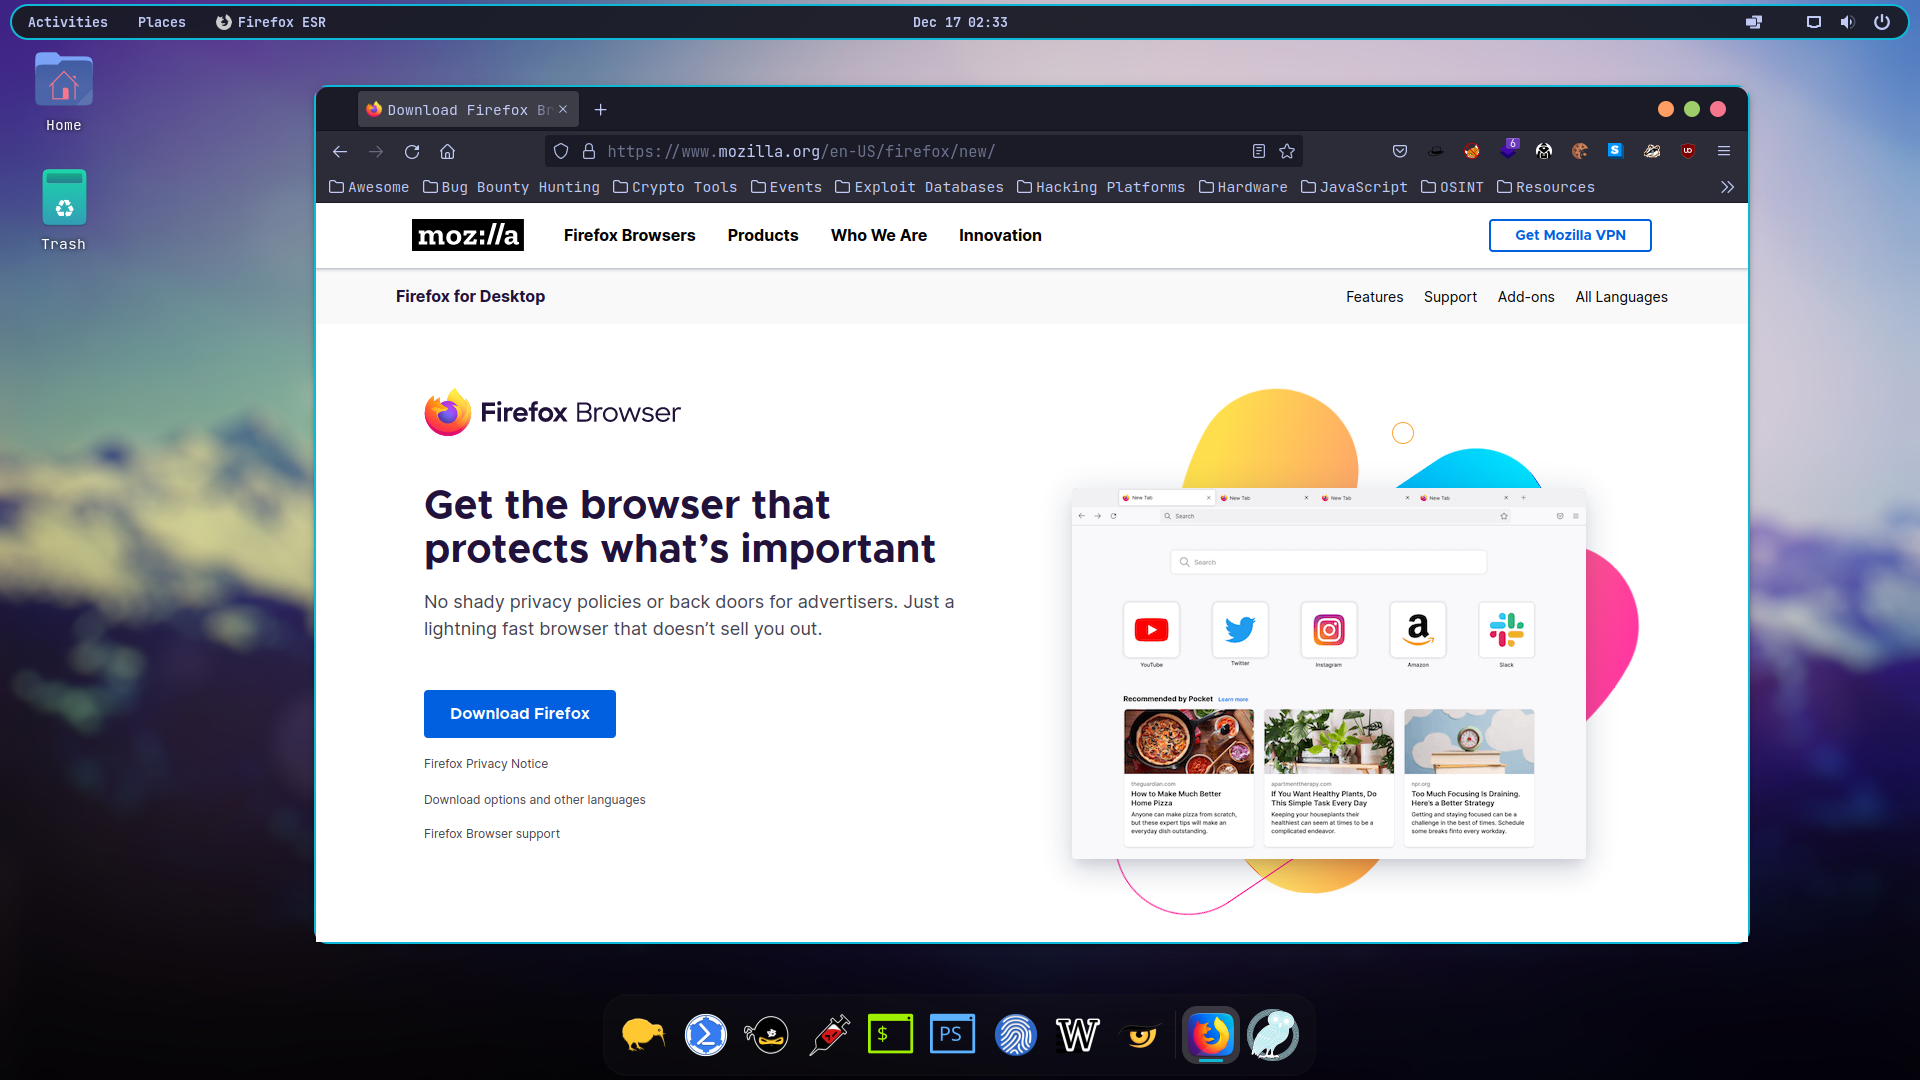 Activities Places Firefox ESR Dec 17 02:33
Home
Trash
Download Firefox Br
https://www.mozilla.org/en-US/firefox/new/
6
S
Awesome Bug Bounty Hunting Crypto Tools Events Exploit Databases Hacking Platforms Hardware JavaScript OSINT Resources
moz://a Firefox Browsers Products Who We Are Innovation Get Mozilla VPN
Firefox for Desktop Features Support Add-ons All Languages
Firefox Browser
Get the browser that
protects what’s important
No shady privacy policies or back doors for advertisers. Just a
lightning fast browser that doesn’t sell you out.
Download Firefox
Firefox Privacy Notice
Download options and other languages
Firefox Browser support
New Tab New Tab New Tab New Tab
Search
Search
YouTube Twitter Instagram Amazon Slack
Recommended by Pocket Learn more
theguardian.com
How to Make Much Better
Home Pizza
Anyone can make pizza from scratch,
but these expert tips will make an
everyday dish outstanding.
apartmenttherapy.com
If You Want Healthy Plants, Do
This Simple Task Every Day
Keeping your houseplants their
healthiest can seem at times to be a
complicated endeavor.
npr.org
Too Much Focusing Is Draining.
Here’s a Better Strategy
Getting and staying focused can be a
challenge in the best of times. Schedule
some breaks finto every workday.
$ PS W